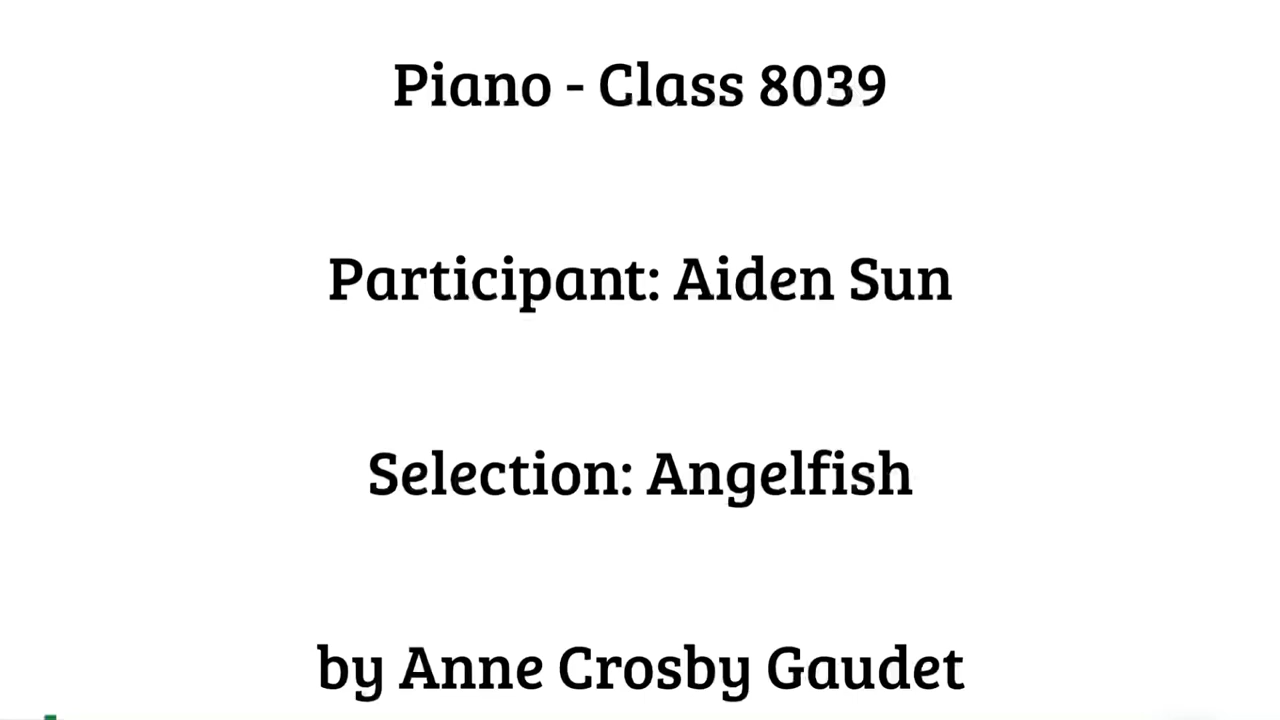 Piano - Class 8039
Participant: Aiden Sun
Selection: Angelfish
by Anne Crosby Gaudet